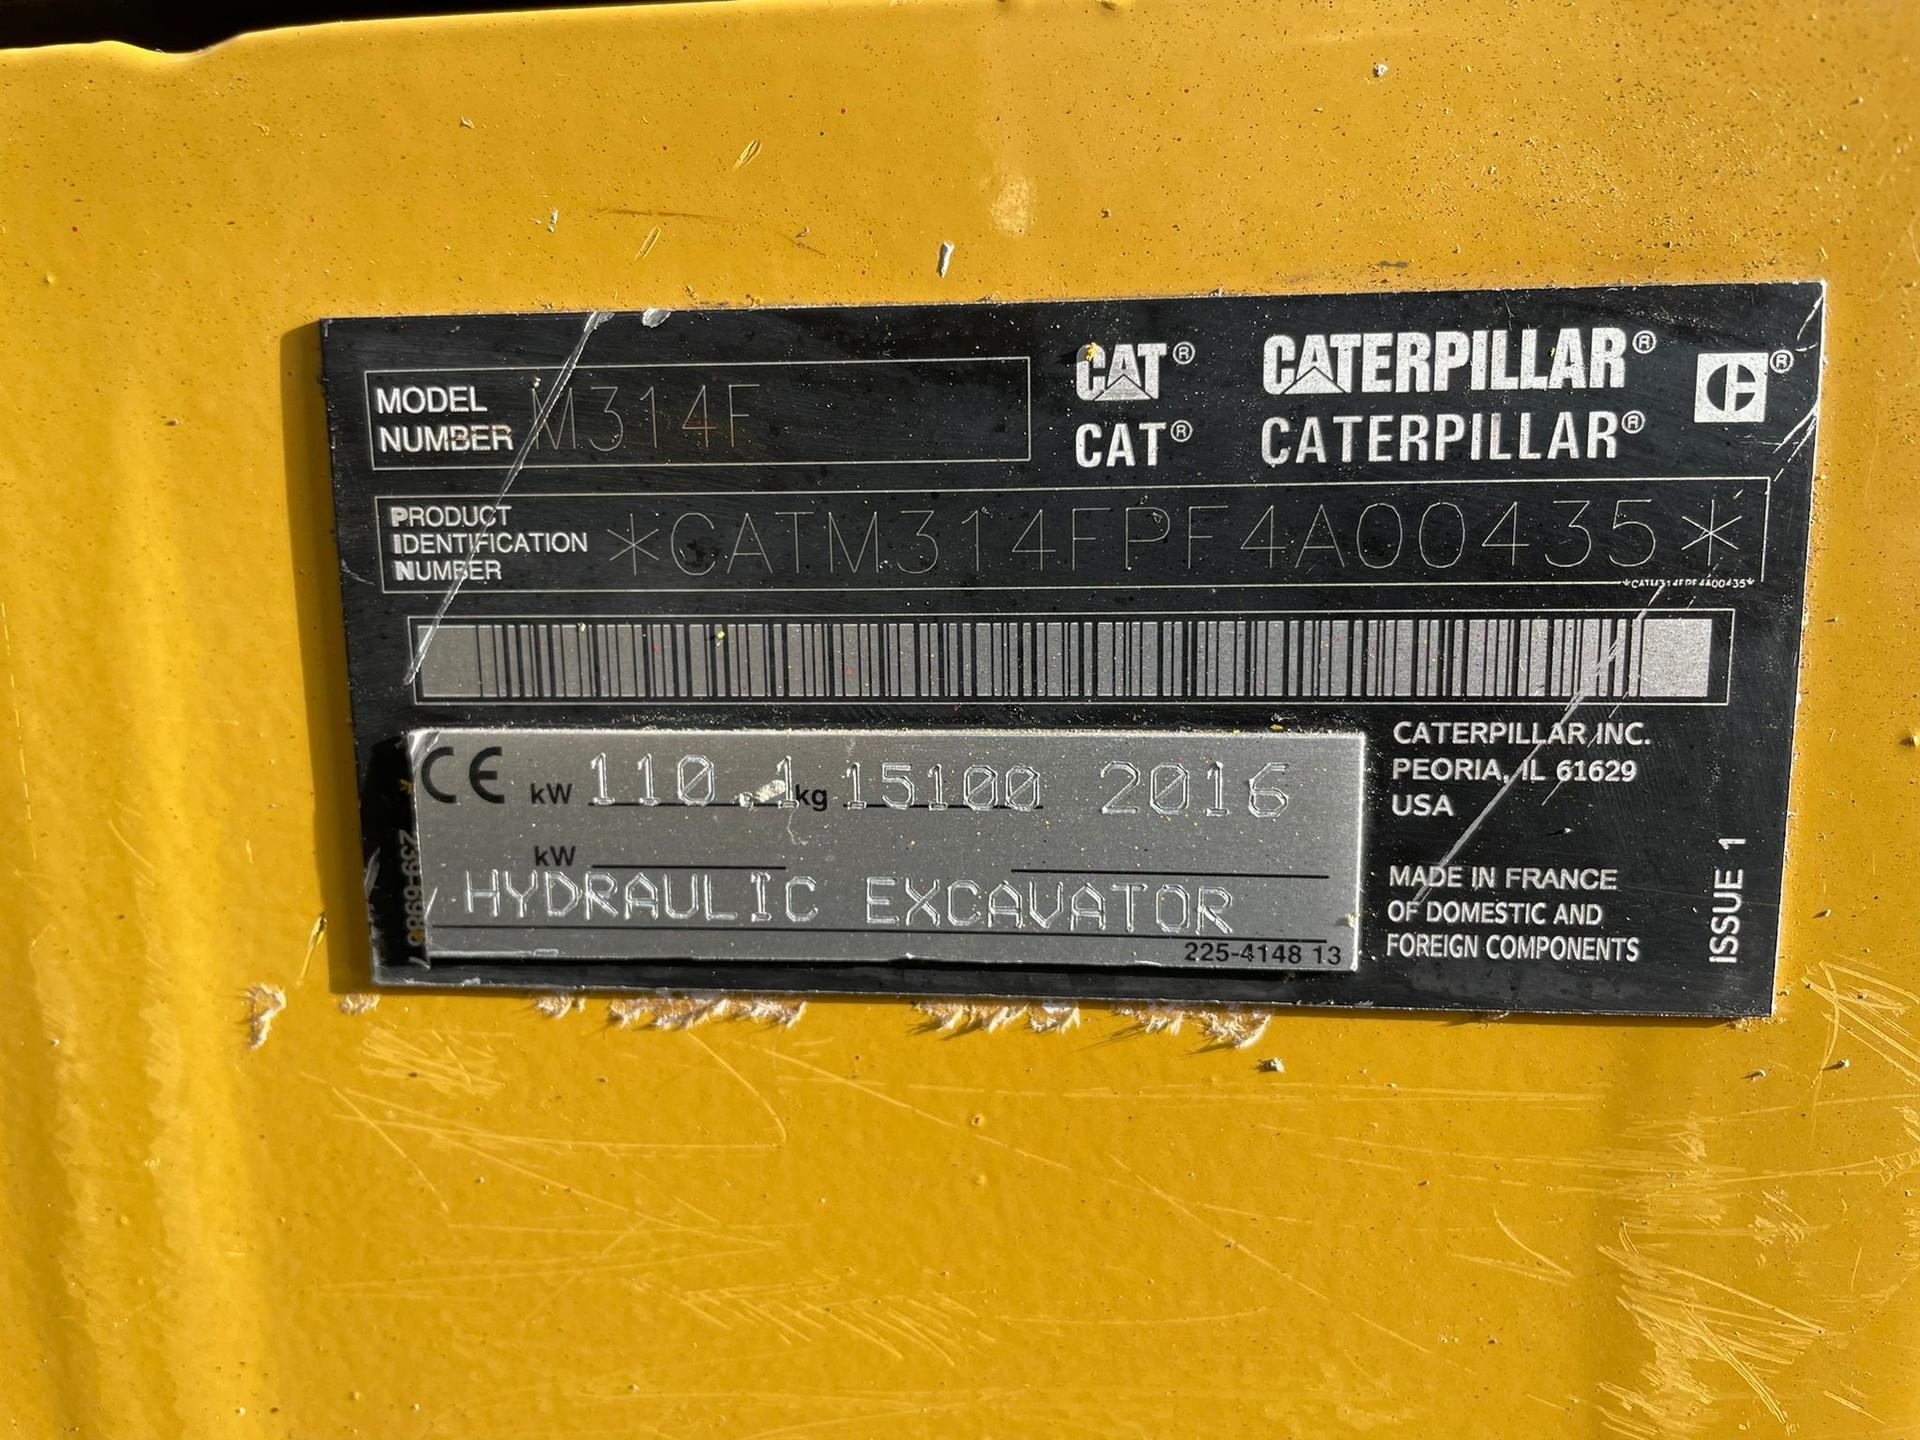 MODEL
NUMBER M314F
CAT® CATERPILLAR® ®
CAT® CATERPILLAR®
PRODUCT
IDENTIFICATION
NUMBER
*CATM314FPF4A00435*
*CATM314FPF4A00435*
CE kW 110.1 kg 15100 2016
kW
HYDRAULIC EXCAVATOR
225-4148 13
CATERPILLAR INC.
PEORIA, IL 61629
USA
MADE IN FRANCE
OF DOMESTIC AND
FOREIGN COMPONENTS
ISSUE 1